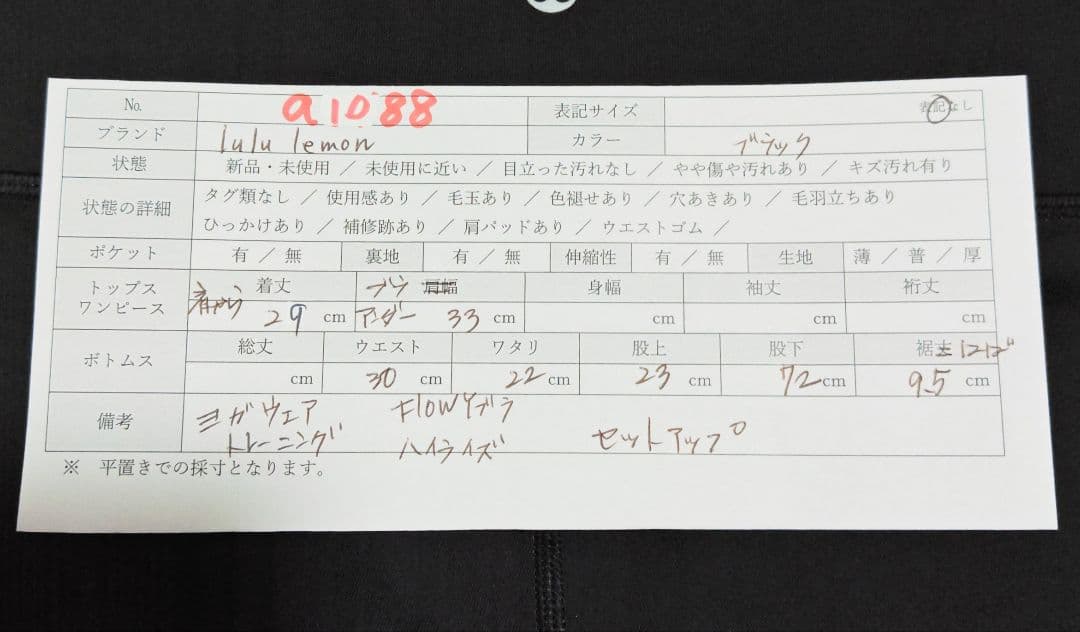 No. a1088 表記サイズ 表記なし
ブランド lulu lemon カラー ブラック
状態 新品・未使用 ／ 未使用に近い ／ 目立った汚れなし ／ やや傷や汚れあり ／ キズ汚れ有り
状態の詳細 タグ類なし ／ 使用感あり ／ 毛玉あり ／ 色褪せあり ／ 穴あきあり ／ 毛羽立ちあり
ひっかけあり ／ 補修跡あり ／ 肩パッドあり ／ ウエストゴム ／
ポケット 有 ／ 無 裏地 有 ／ 無 伸縮性 有 ／ 無 生地 薄 ／ 普 ／ 厚
トップス ワンピース 着丈 ブラ 肩幅 身幅 袖丈 裄丈
肩から 29 cm アンダー 33 cm cm cm cm
ボトムス 総丈 ウエスト ワタリ 股上 股下 裾丈
cm 30 cm 22 cm 23 cm 72 cm 9.5 cm
備考 ヨガウェア FlOWYブラ
トレーニング ハイライズ セットアップ
※ 平置きでの採寸となります。